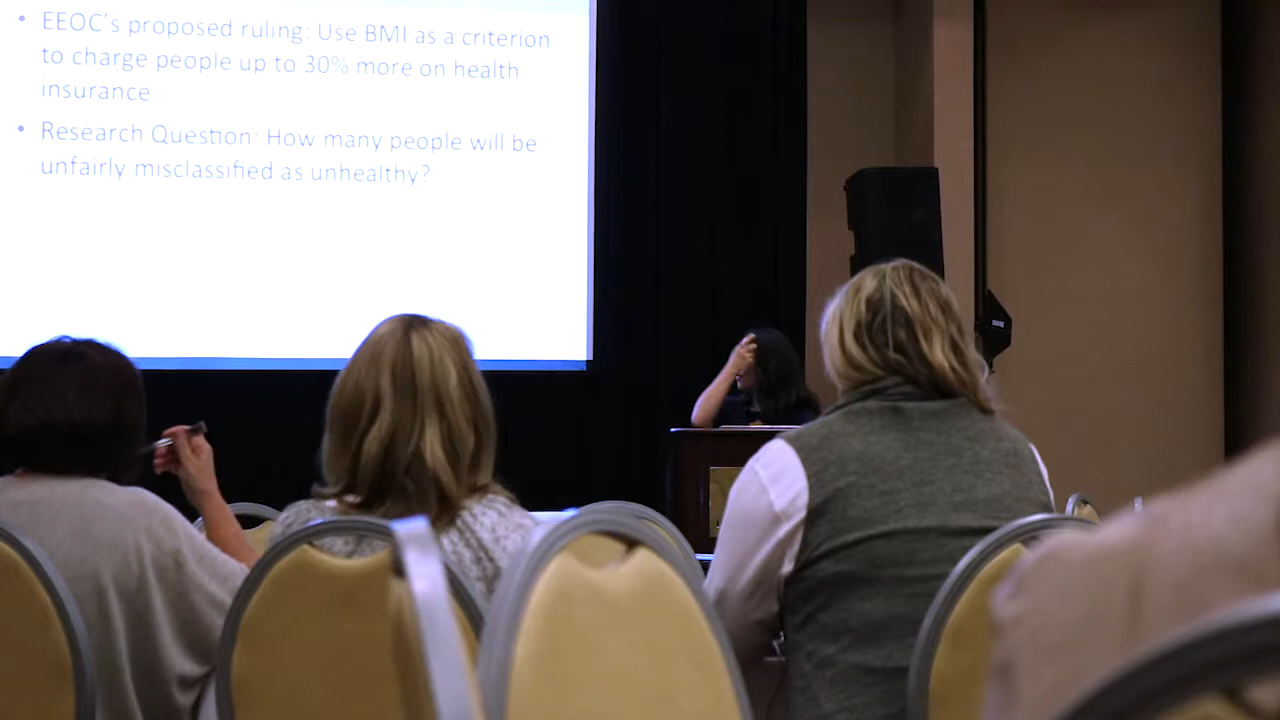 • EEOC's proposed ruling: Use BMI as a criterion
to charge people up to 30% more on health
insurance
• Research Question: How many people will be
unfairly misclassified as unhealthy?